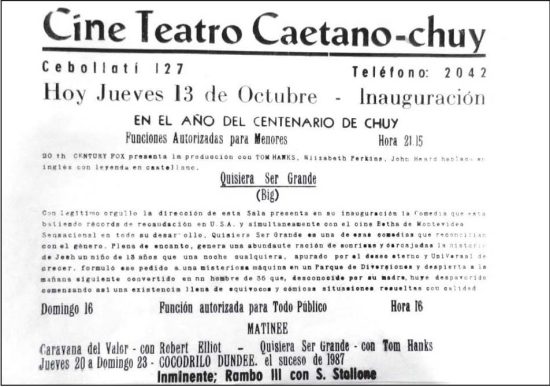 Cine Teatro Caetano-chuy
Cebollatí 127 Teléfono: 2042
Hoy Jueves 13 de Octubre - Inauguración
EN EL AÑO DEL CENTENARIO DE CHUY
Funciones Autorizadas para Menores Hora 21.15
20 th CENTURY FOX presenta la producción con TOM HANKS, Elizabeth Perkins, John Heard hablada en
inglés con leyenda en castellano.
Quisiera Ser Grande
(Big)
Con legítimo orgullo la dirección de esta Sala presenta en su inauguración la Comedia que esta
batiendo récords de recaudación en U.S.A. y simultaneamente con el cine de Montevideo
Sensacional en todo su desarollo. Quisiera Ser Grande es una de esas comedias que reconcilian
con el género. Plena de encanto, genera una abundaute ración de sonrisas y carcajadas la historia
de Josh un niño de 13 años que una noche cualquiera, apurado por el deseo eterno y Universal de
crecer, formuló ese pedido a una misteriosa máquina en un Parque de Diversiones y despierta a la
mañana siguiente convertido en nn hombre de 35 que, desconocido por su madra, huye despavorido
comenzando asi una existencia llena de equívocos y cómicas situaciones resueltas con calidad
Domingo 16 Función autorizada para Todo Público Hora 16
MATINEE
Caravana del Valor - con Robert Elliot - Quisiera Ser Grande - con Tom Hanks
Jueves 20 a Domingo 23 - COCODRILO DUNDEE. el suceso de 1987
Inminente; Rambo III con S. Stallone